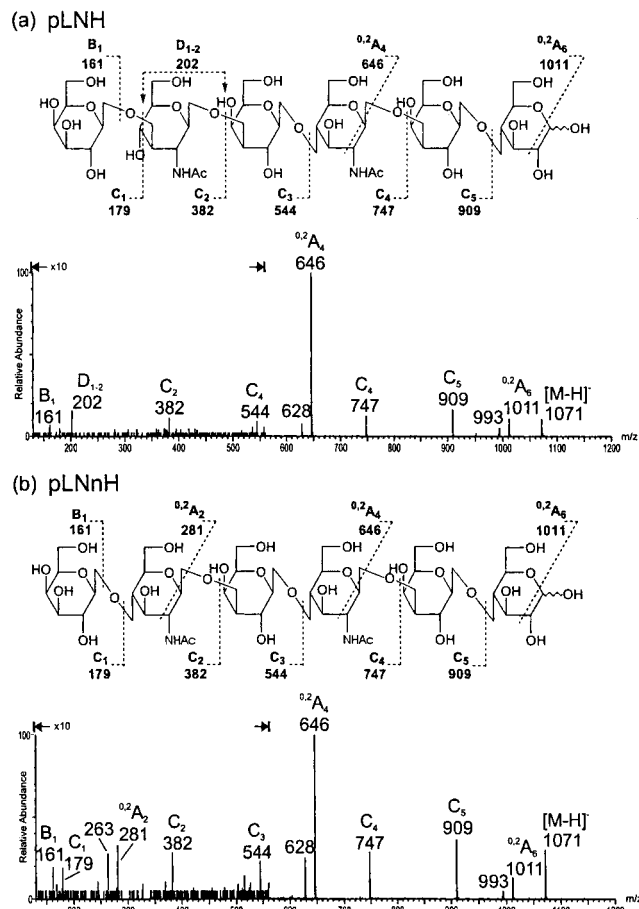 (a) pLNH
B1 D1-2 0,2A4 0,2A6
161 202 646 1011
OH OH OH OH OH OH
HO HO O O O O O O O OH
OH NHAc OH NHAc OH OH
C1 C2 C3 C4 C5
179 382 544 747 909
Relative Abundance
100
x10
0,2A4
646
B1 161
D1-2 202
C2 382
C4 544
628
C4 747
C5 909
993
0,2A6 1011
[M-H]- 1071
200 300 400 500 600 700 800 900 1000 1100 1200 m/z
(b) pLNnH
B1 0,2A2 0,2A4 0,2A6
161 281 646 1011
OH OH OH OH OH OH
HO HO O O O O O O O OH
OH NHAc OH NHAc OH OH
C1 C2 C3 C4 C5
179 382 544 747 909
Relative Abundance
100
x10
0,2A4
646
B1 161
C1 179
263
0,2A2 281
C2 382
C3 544
628
C4 747
C5 909
993
0,2A6 1011
[M-H]- 1071